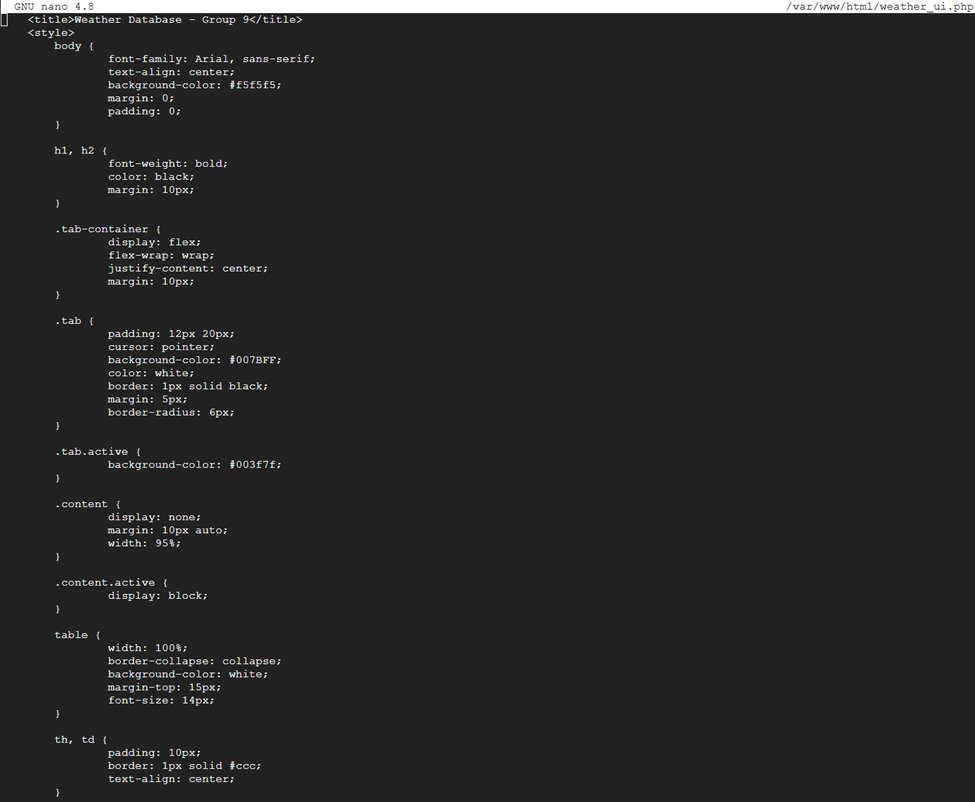 GNU nano 4.8 /var/www/html/weather_ui.php
<title>Weather Database - Group 9</title>
<style>
body {
font-family: Arial, sans-serif;
text-align: center;
background-color: #f5f5f5;
margin: 0;
padding: 0;
}
h1, h2 {
font-weight: bold;
color: black;
margin: 10px;
}
.tab-container {
display: flex;
flex-wrap: wrap;
justify-content: center;
margin: 10px;
}
.tab {
padding: 12px 20px;
cursor: pointer;
background-color: #007BFF;
color: white;
border: 1px solid black;
margin: 5px;
border-radius: 6px;
}
.tab.active {
background-color: #003f7f;
}
.content {
display: none;
margin: 10px auto;
width: 95%;
}
.content.active {
display: block;
}
table {
width: 100%;
border-collapse: collapse;
background-color: white;
margin-top: 15px;
font-size: 14px;
}
th, td {
padding: 10px;
border: 1px solid #ccc;
text-align: center;
}